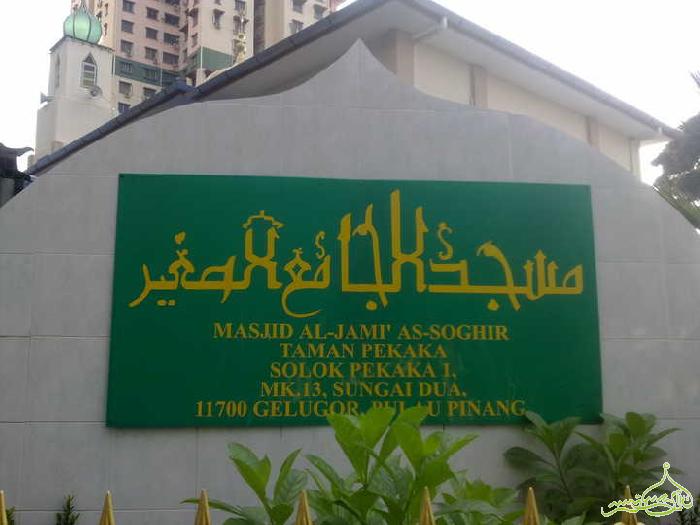 مسجد الجامع الصغير
MASJID AL-JAMI' AS-SOGHIR
TAMAN PEKAKA
SOLOK PEKAKA 1,
MK.13, SUNGAI DUA,
11700 GELUGOR, PULAU PINANG